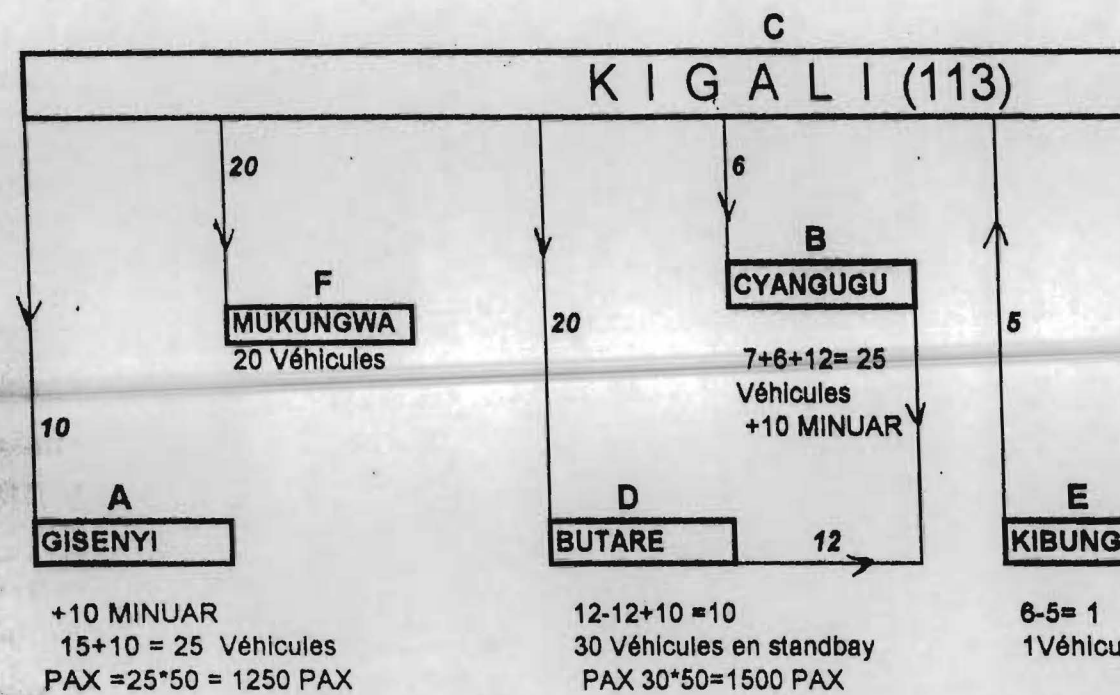 C
K I G A L I (113)
20
6
B
CYANGUGU
F
MUKUNGWA
20 Véhicules
20
5
7+6+12= 25
Véhicules
+10 MINUAR
10
A
GISENYI
D
BUTARE
12
E
KIBUNG
+10 MINUAR
15+10 = 25 Véhicules
PAX =25*50 = 1250 PAX
12-12+10 =10
30 Véhicules en standbay
PAX 30*50=1500 PAX
6-5= 1
1Véhicu